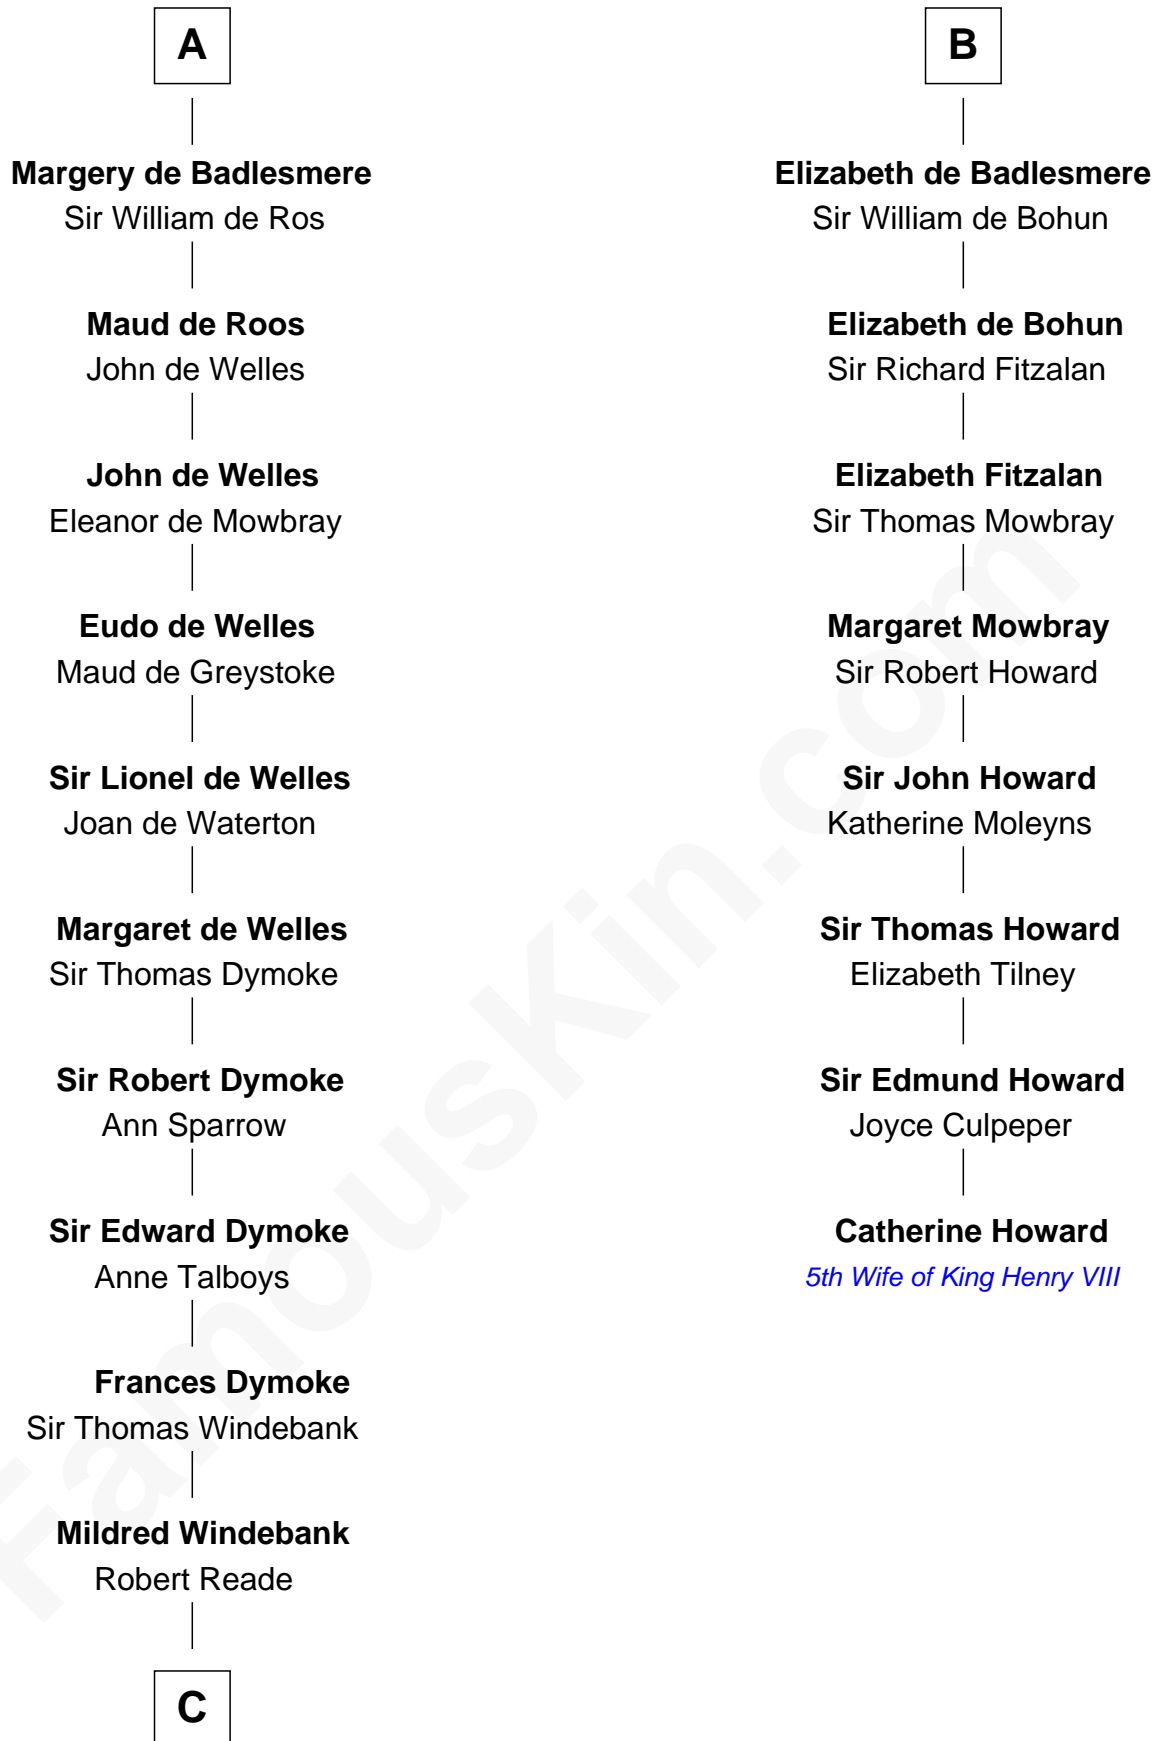 A
Margery de Badlesmere
Sir William de Ros
Maud de Roos
John de Welles
John de Welles
Eleanor de Mowbray
Eudo de Welles
Maud de Greystoke
Sir Lionel de Welles
Joan de Waterton
Margaret de Welles
Sir Thomas Dymoke
Sir Robert Dymoke
Ann Sparrow
Sir Edward Dymoke
Anne Talboys
Frances Dymoke
Sir Thomas Windebank
Mildred Windebank
Robert Reade
C
B
Elizabeth de Badlesmere
Sir William de Bohun
Elizabeth de Bohun
Sir Richard Fitzalan
Elizabeth Fitzalan
Sir Thomas Mowbray
Margaret Mowbray
Sir Robert Howard
Sir John Howard
Katherine Moleyns
Sir Thomas Howard
Elizabeth Tilney
Sir Edmund Howard
Joyce Culpeper
Catherine Howard
5th Wife of King Henry VIII
FamousKin.com